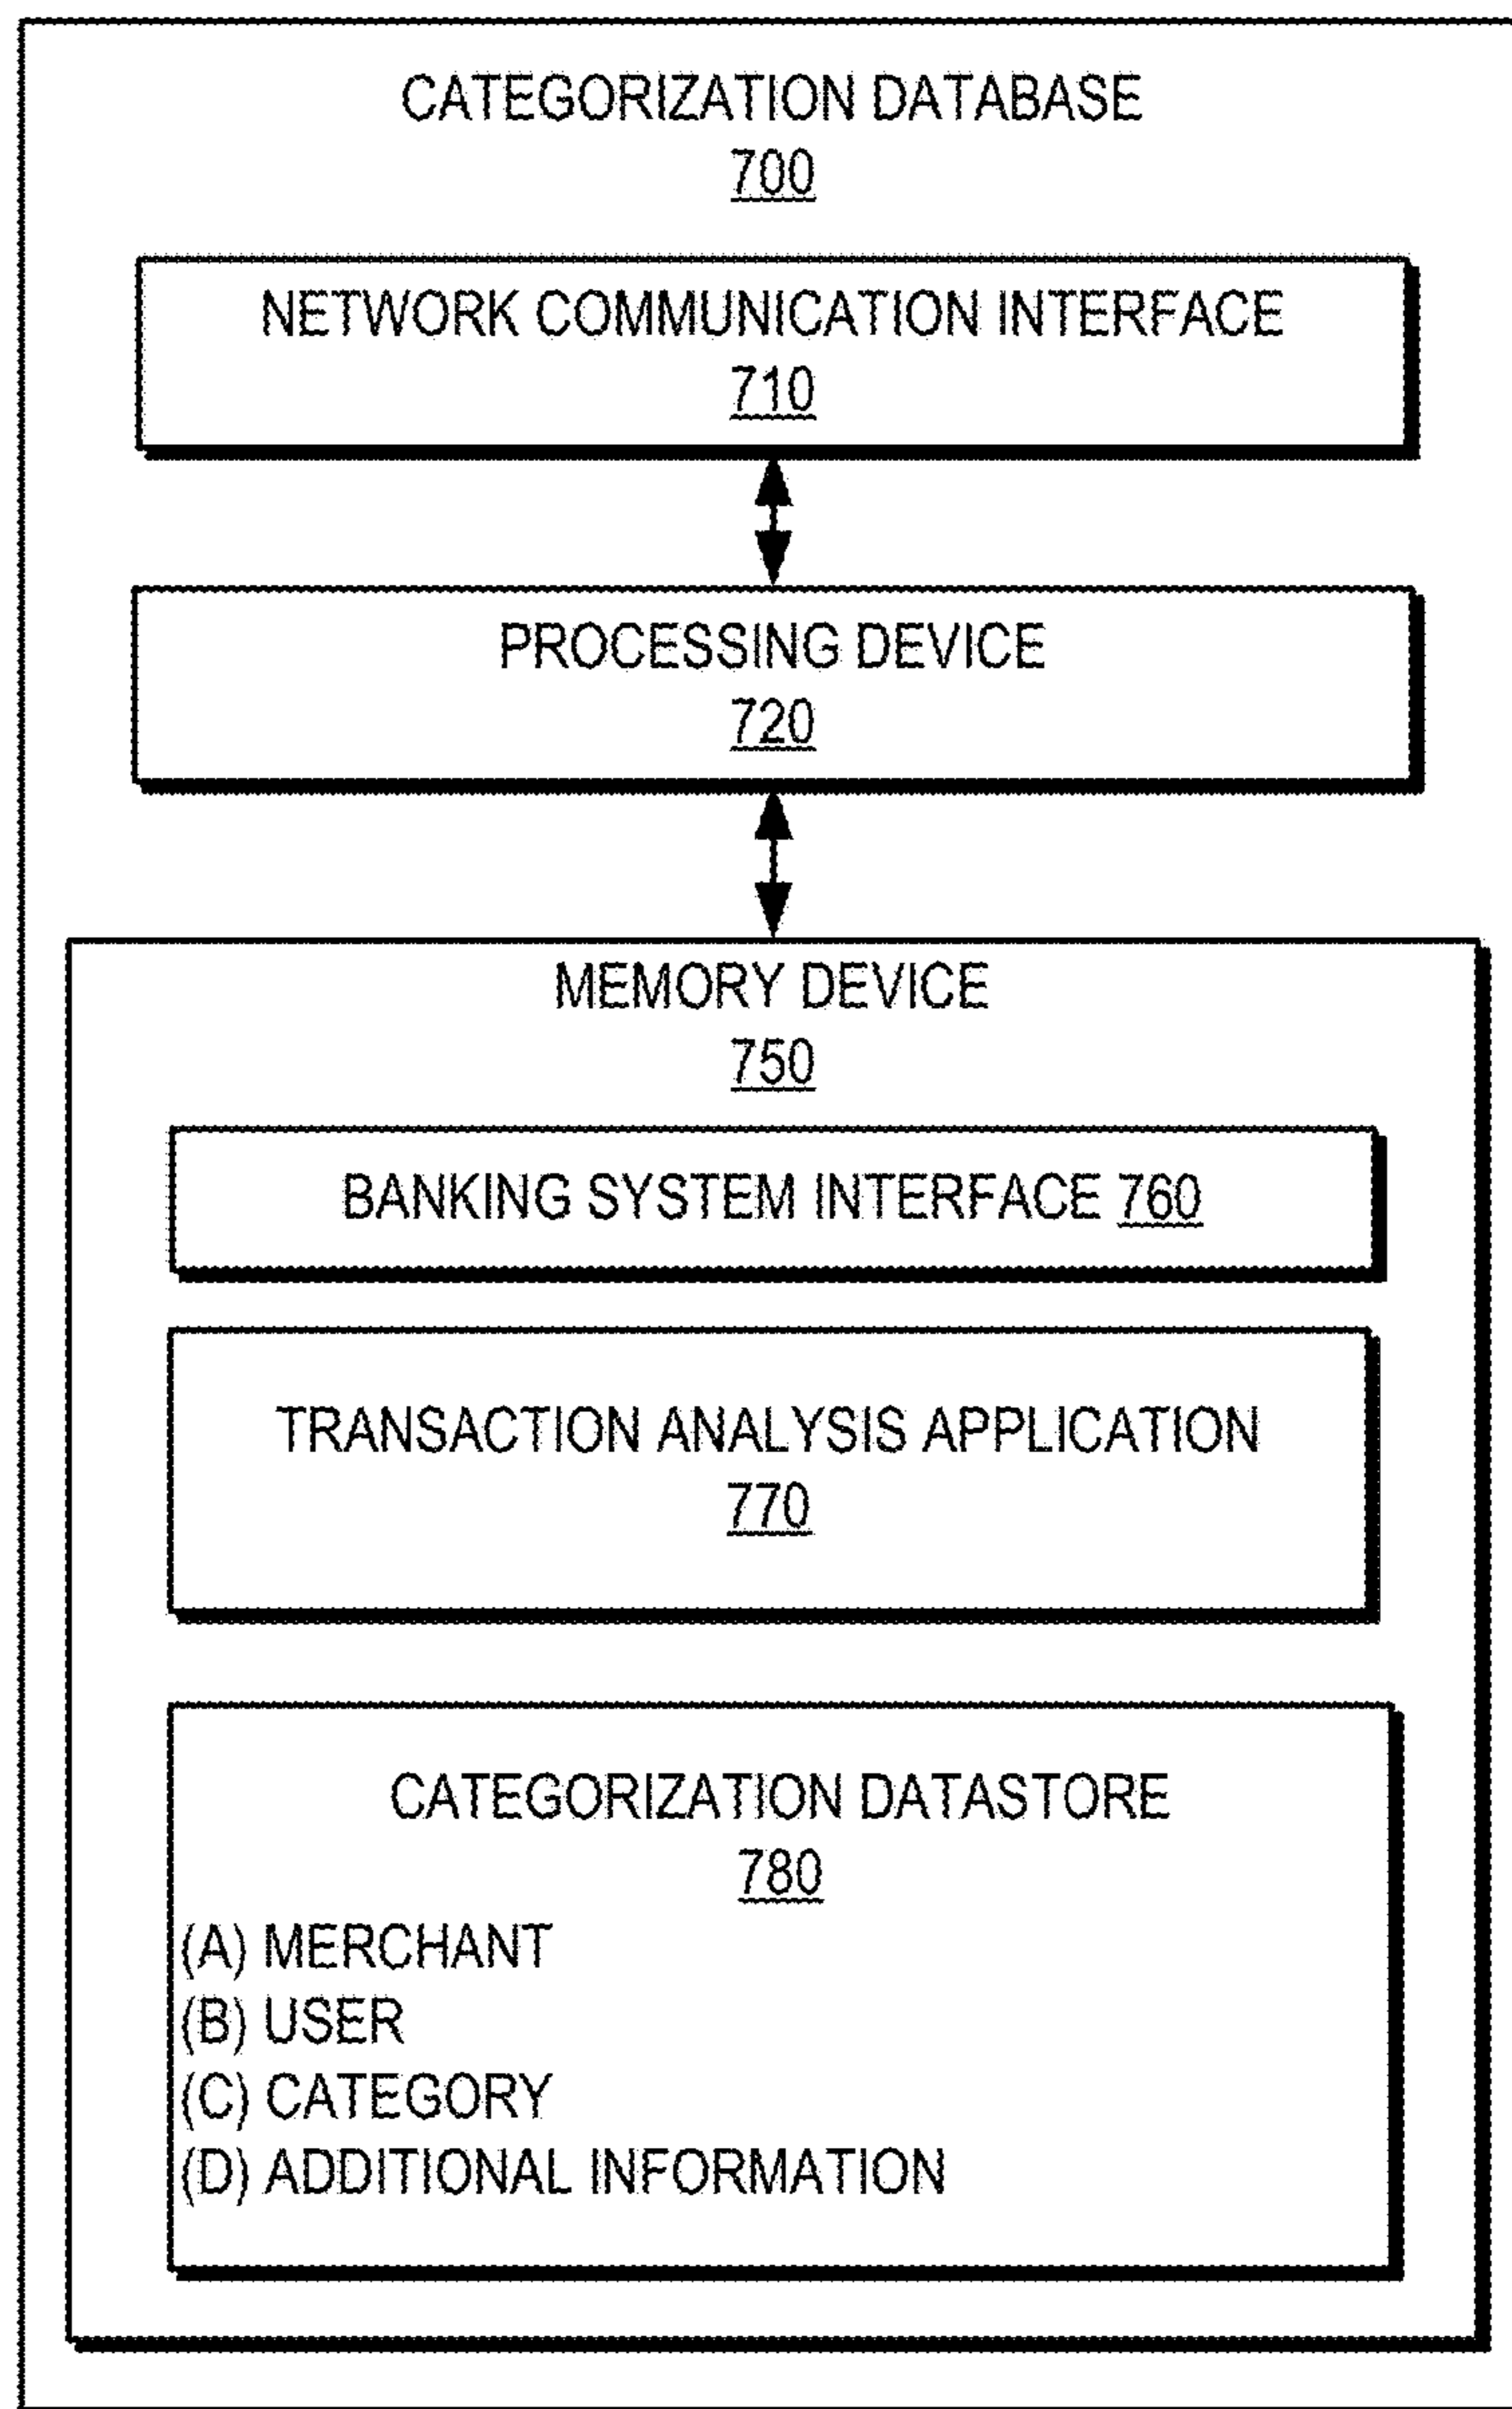 CATEGORIZATION DATABASE
700
NETWORK COMMUNICATION INTERFACE
710
PROCESSING DEVICE
720
MEMORY DEVICE
750
BANKING SYSTEM INTERFACE 760
TRANSACTION ANALYSIS APPLICATION
770
CATEGORIZATION DATASTORE
780
(A) MERCHANT
(B) USER
(C) CATEGORY
(D) ADDITIONAL INFORMATION